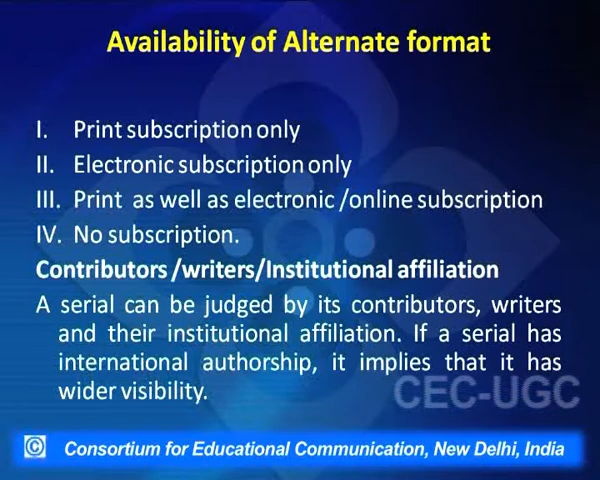 Availability of Alternate format
I. Print subscription only
II. Electronic subscription only
III. Print as well as electronic /online subscription
IV. No subscription.
Contributors /writers/Institutional affiliation
A serial can be judged by its contributors, writers
and their institutional affiliation. If a serial has
international authorship, it implies that it has
wider visibility.
CEC-UGC
© Consortium for Educational Communication, New Delhi, India